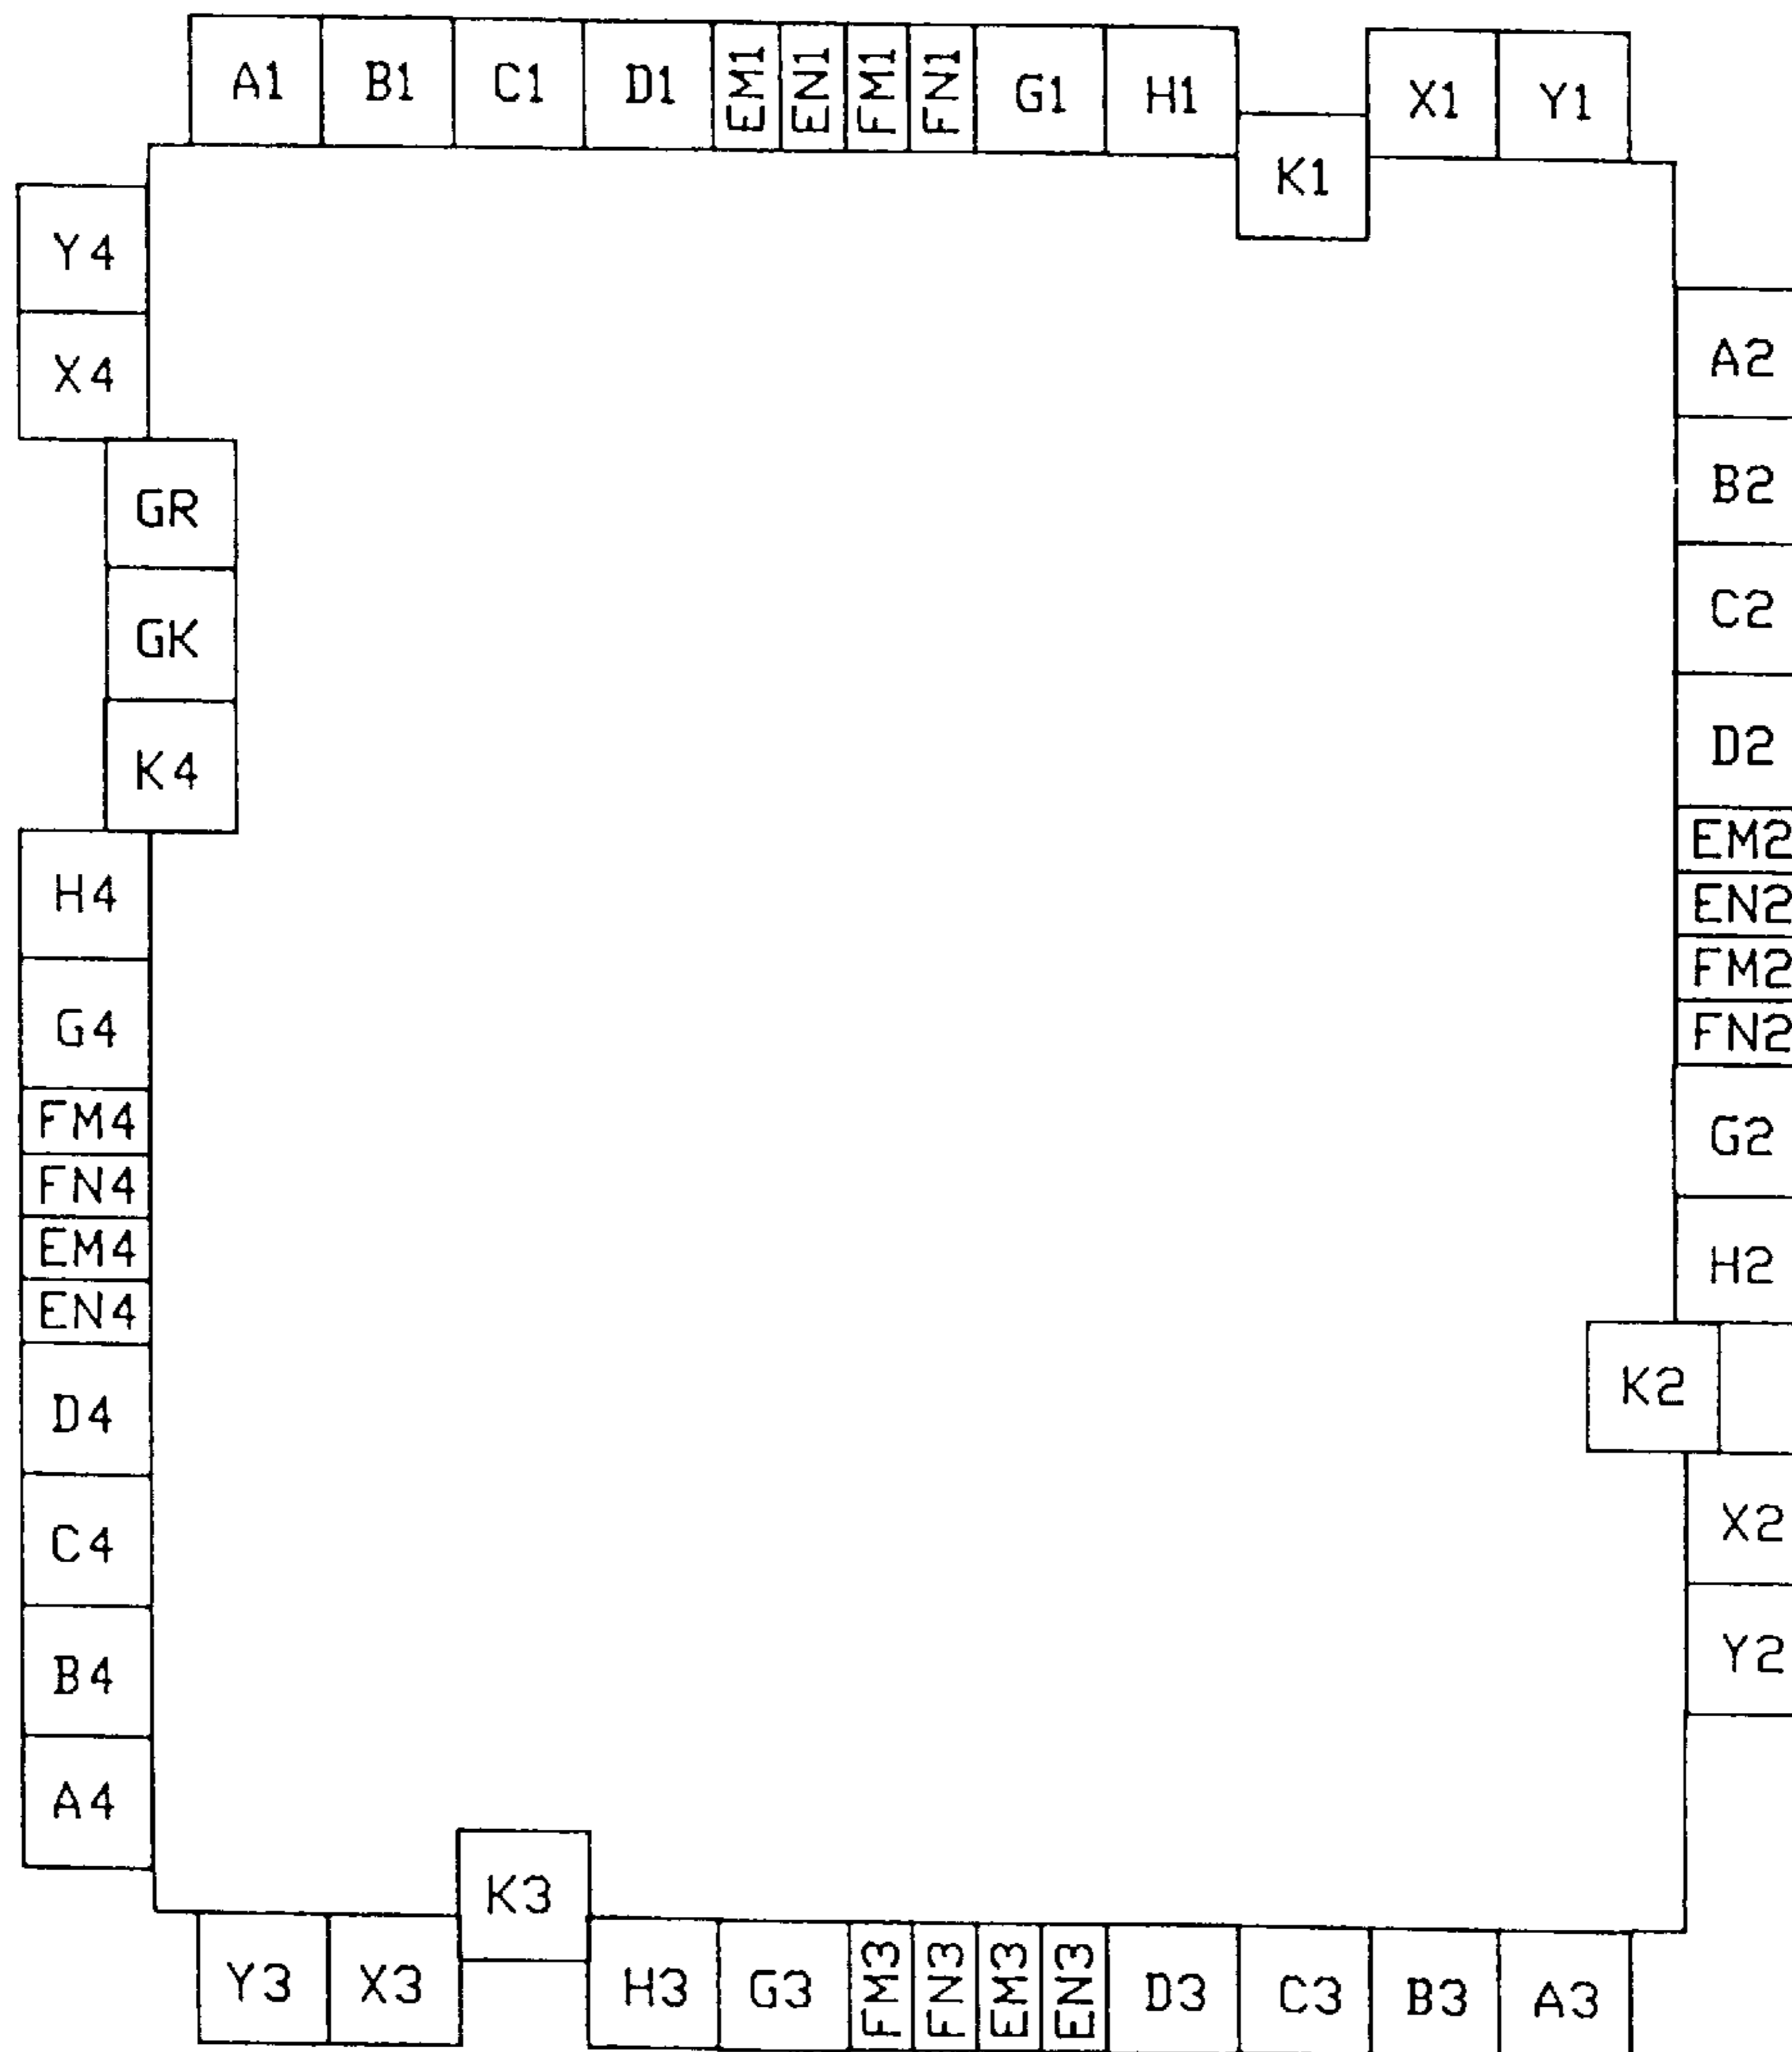 A1 B1 C1 D1 EM1 EN1 FM1 FN1 G1 H1 K1 X1 Y1
Y4
X4
GR
GK
K4
H4
G4
FM4
FN4
EM4
EN4
D4
C4
B4
A4
A2
B2
C2
D2
EM2
EN2
FM2
FN2
G2
H2
K2
X2
Y2
K3
Y3 X3 H3 G3 FM3 FN3 EM3 EN3 D3 C3 B3 A3